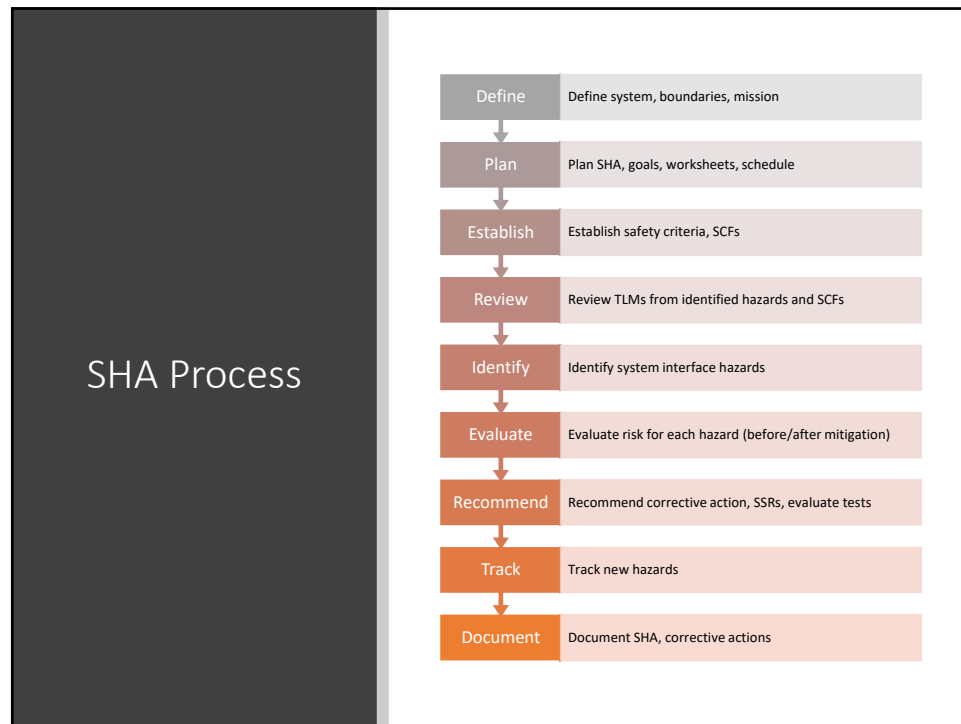 SHA Process
Define
Define system, boundaries, mission
Plan
Plan SHA, goals, worksheets, schedule
Establish
Establish safety criteria, SCFs
Review
Review TLMs from identified hazards and SCFs
Identify
Identify system interface hazards
Evaluate
Evaluate risk for each hazard (before/after mitigation)
Recommend
Recommend corrective action, SSRs, evaluate tests
Track
Track new hazards
Document
Document SHA, corrective actions